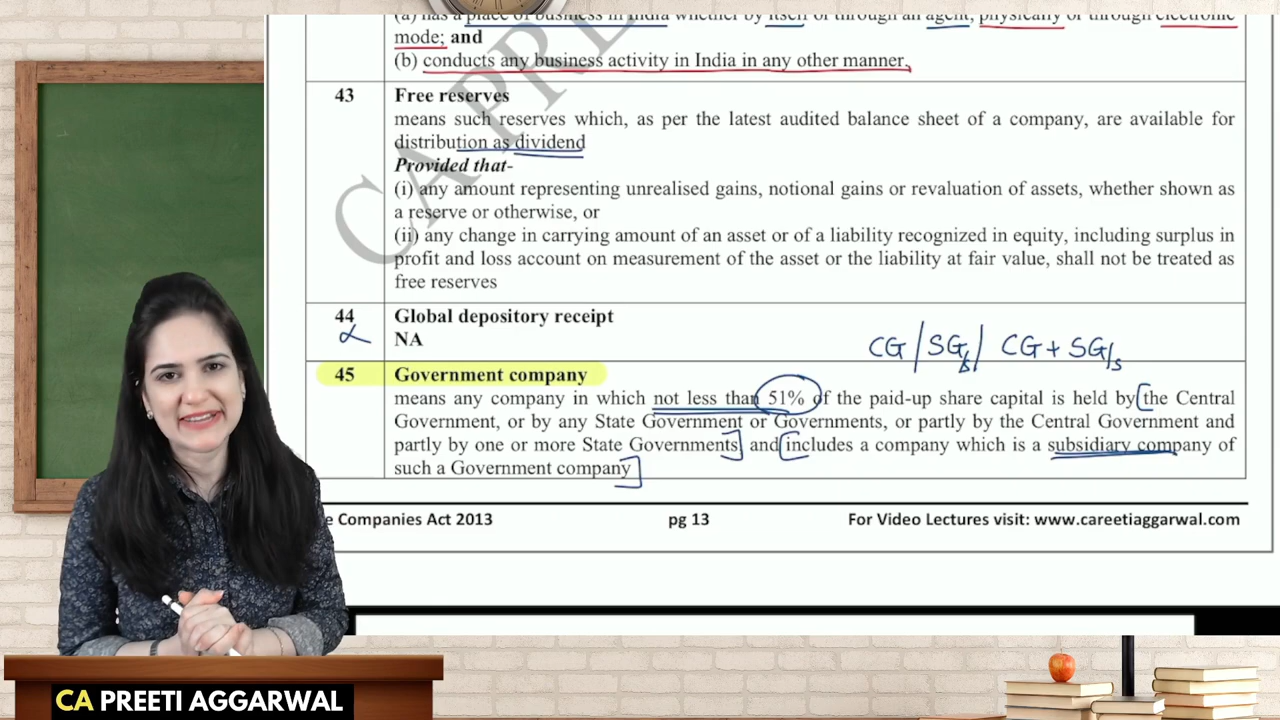 (a) has a place of business in India whether by itself or through an agent, physically or through electronic
mode; and
(b) conducts any business activity in India in any other manner.
43 Free reserves
means such reserves which, as per the latest audited balance sheet of a company, are available for
distribution as dividend
Provided that-
(i) any amount representing unrealised gains, notional gains or revaluation of assets, whether shown as
a reserve or otherwise, or
(ii) any change in carrying amount of an asset or of a liability recognized in equity, including surplus in
profit and loss account on measurement of the asset or the liability at fair value, shall not be treated as
free reserves
44 Global depository receipt
NA
CG / SG/s / CG + SG/s
45 Government company
means any company in which not less than 51% of the paid-up share capital is held by the Central
Government, or by any State Government or Governments, or partly by the Central Government and
partly by one or more State Governments, and includes a company which is a subsidiary company of
such a Government company
e Companies Act 2013 pg 13 For Video Lectures visit: www.careetiaggarwal.com
CA PREETI AGGARWAL